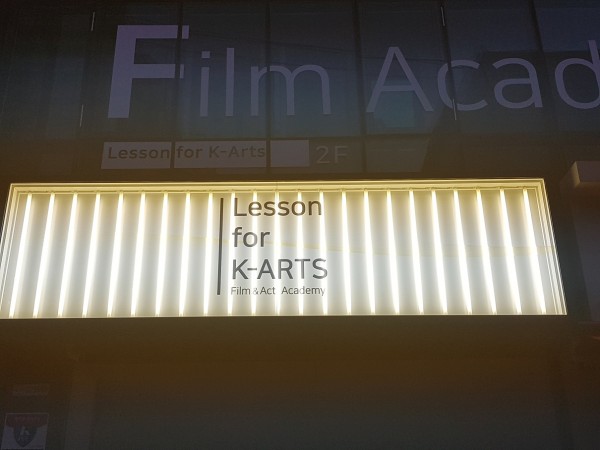 Film Acad
Lesson for K-Arts 2F
Lesson
for
K-ARTS
Film & Act Academy